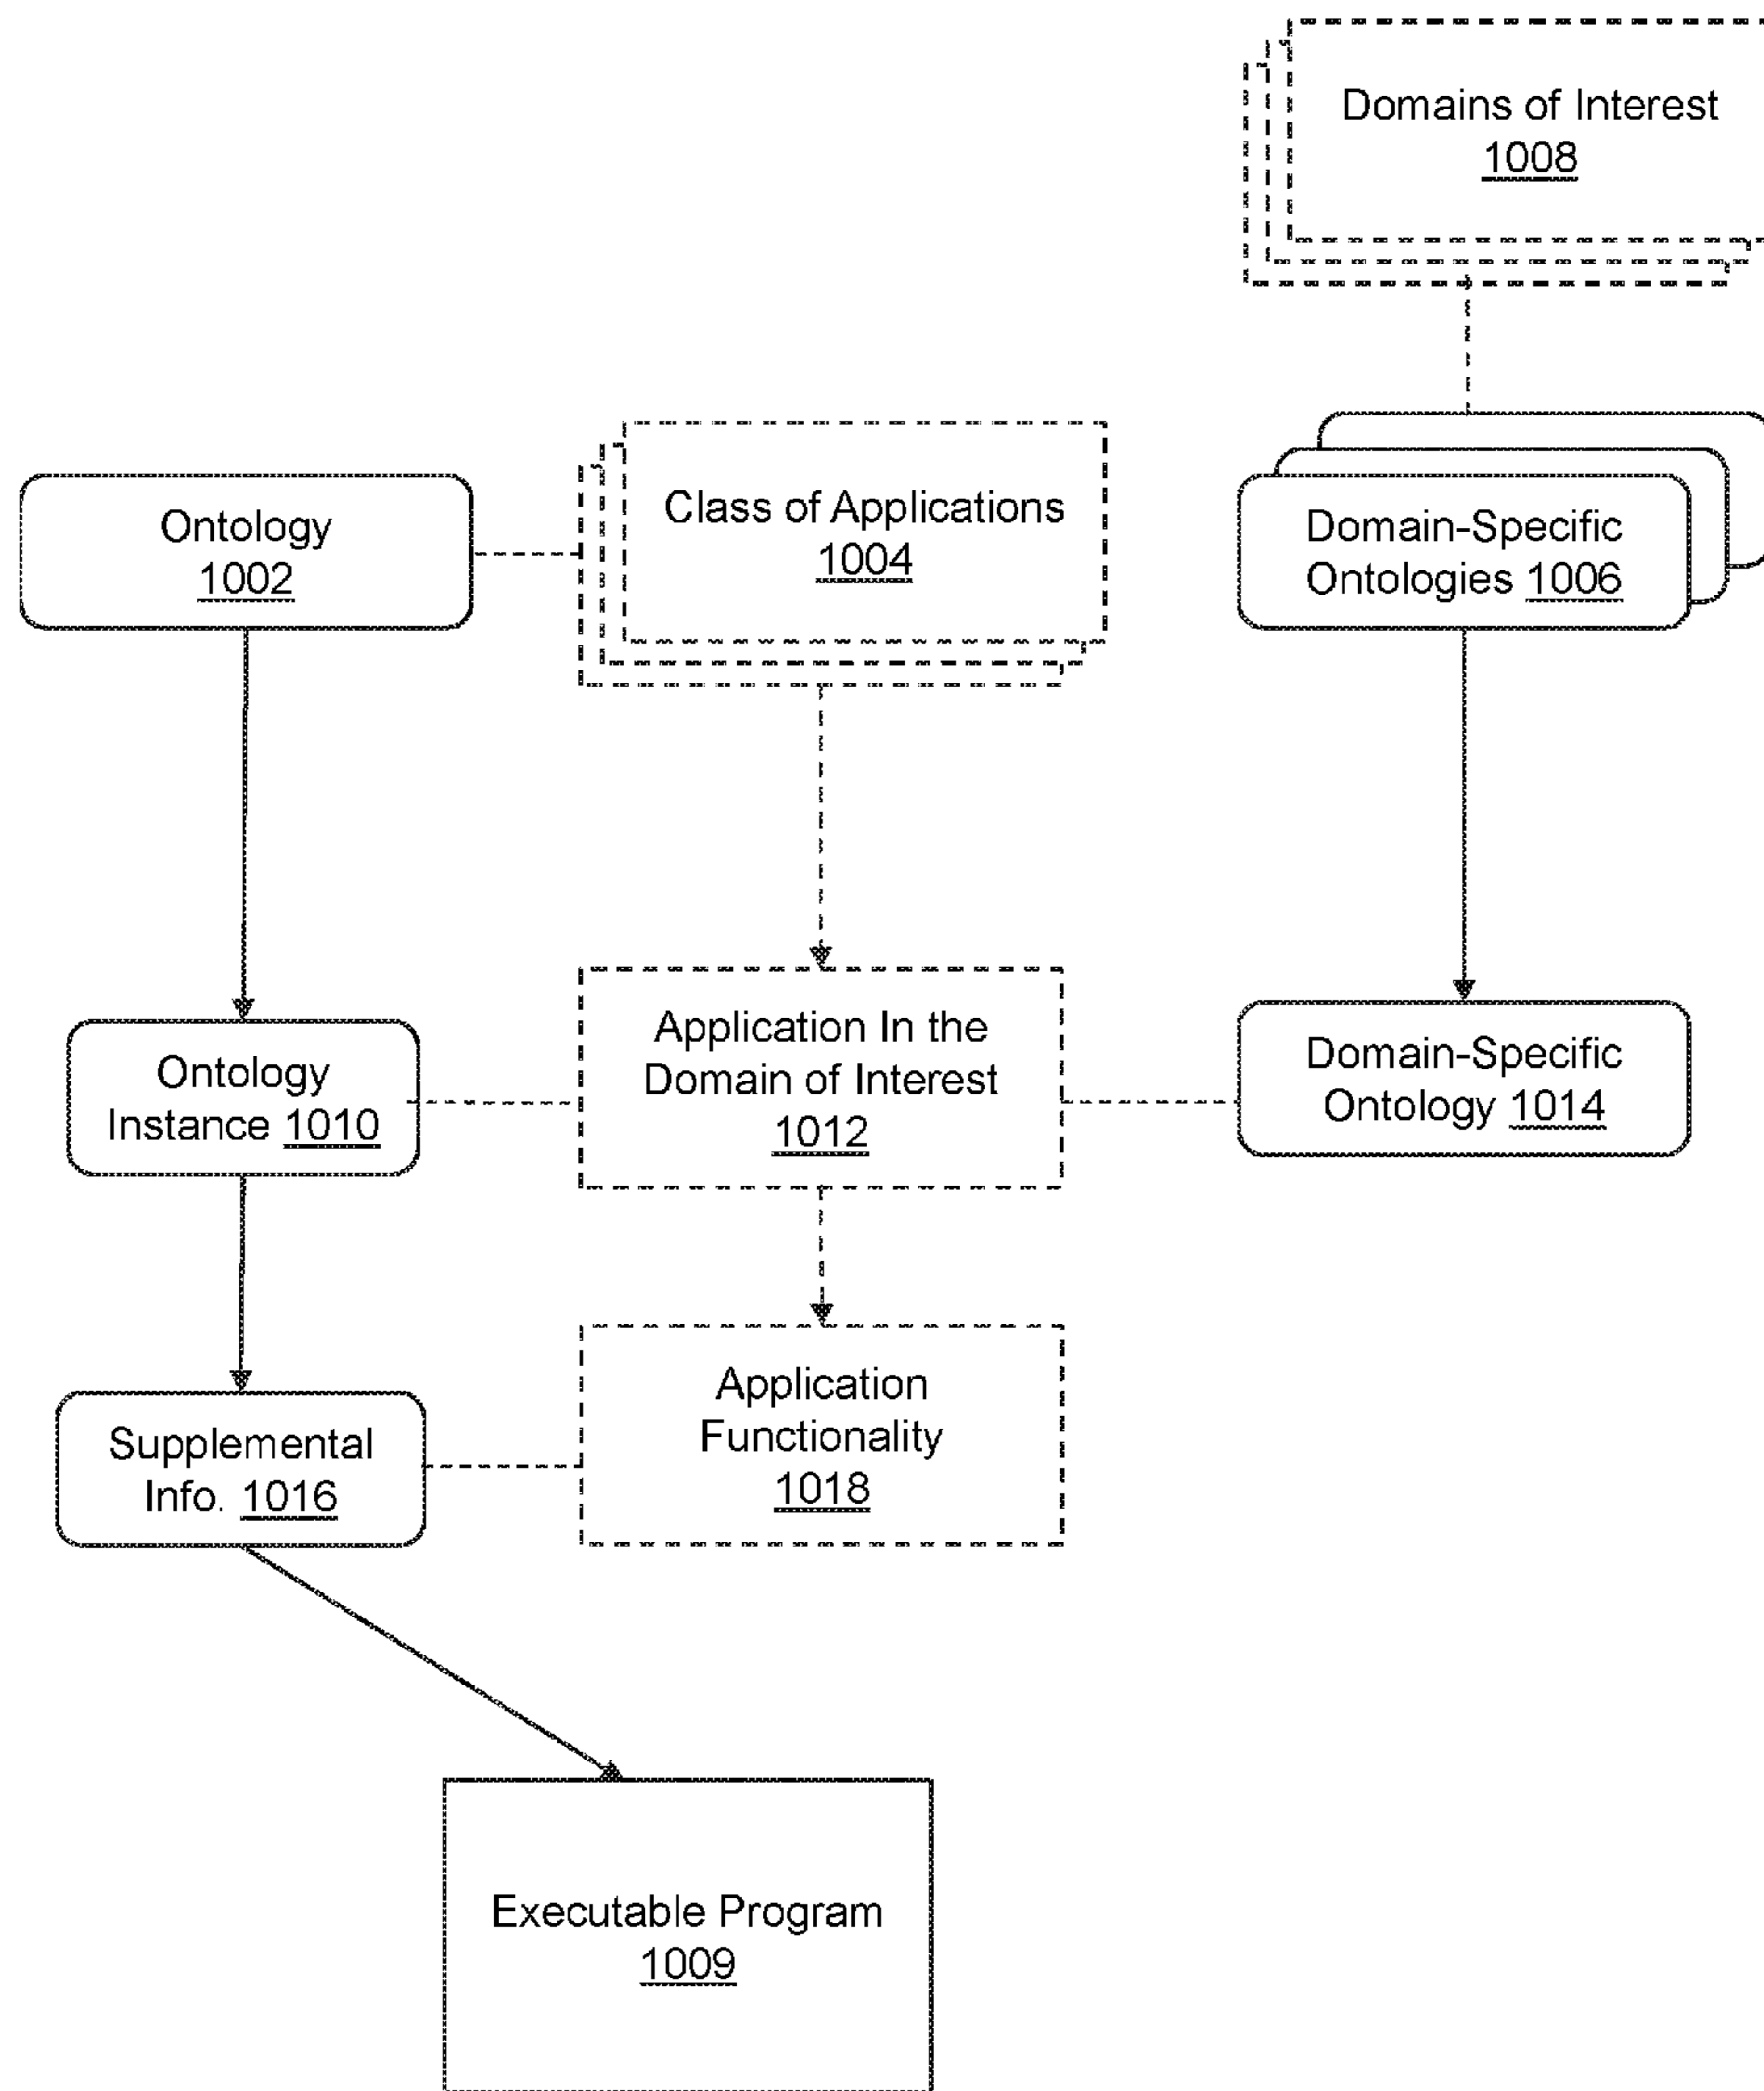 Domains of Interest
1008
Class of Applications
1004
Ontology
1002
Domain-Specific
Ontologies 1006
Application In the
Domain of Interest
1012
Ontology
Instance 1010
Domain-Specific
Ontology 1014
Application
Functionality
1018
Supplemental
Info. 1016
Executable Program
1009